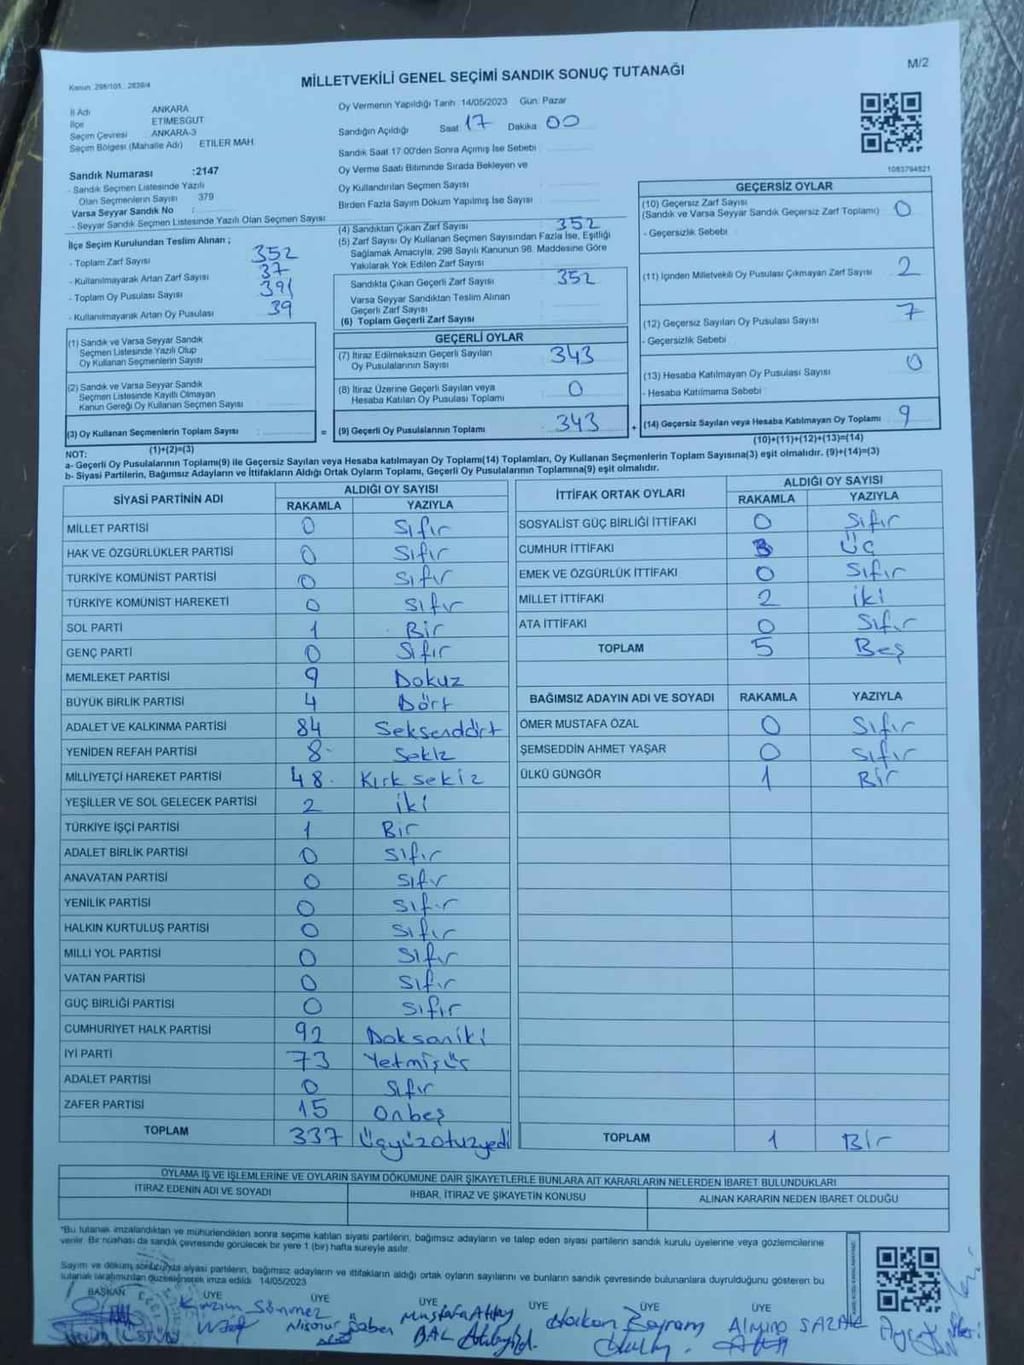 Kanun: 298/105, 2839/4
MİLLETVEKİLİ GENEL SEÇİMİ SANDIK SONUÇ TUTANAĞI
M/2
İl Adı ANKARA
İlçe ETİMESGUT
Seçim Çevresi ANKARA-3
Seçim Bölgesi (Mahalle Adı) ETİLER MAH.
Sandık Numarası :2147
- Sandık Seçmen Listesinde Yazılı
Olan Seçmenlerin Sayısı 379
Varsa Seyyar Sandık No :
- Seyyar Sandık Seçmen Listesinde Yazılı Olan Seçmen Sayısı
İlçe Seçim Kurulundan Teslim Alınan ;
- Toplam Zarf Sayısı 352
- Kullanılmayarak Artan Zarf Sayısı 37
- Toplam Oy Pusulası Sayısı 391
- Kullanılmayarak Artan Oy Pusulası 39
(1) Sandık ve Varsa Seyyar Sandık
Seçmen Listesinde Yazılı Olup
Oy Kullanan Seçmenlerin Sayısı
(2) Sandık ve Varsa Seyyar Sandık
Seçmen Listesinde Kayıtlı Olmayan
Kanun Gereği Oy Kullanan Seçmen Sayısı
(3) Oy Kullanan Seçmenlerin Toplam Sayısı =
(1)+(2)=(3)
Oy Vermenin Yapıldığı Tarih :14/05/2023 Gün: Pazar
Sandığın Açıldığı Saat 17 Dakika 00
Sandık Saat 17:00'den Sonra Açımış İse Sebebi
Oy Verme Saati Bitiminde Sırada Bekleyen ve
Oy Kullandırılan Seçmen Sayısı
Birden Fazla Sayım Döküm Yapılmış İse Sayısı
(4) Sandıktan Çıkan Zarf Sayısı 352
(5) Zarf Sayısı Oy Kullanan Seçmen Sayısından Fazla İse, Eşitliği
Sağlamak Amacıyla, 298 Sayılı Kanunun 98. Maddesine Göre
Yakılarak Yok Edilen Zarf Sayısı
Sandıkta Çıkan Geçerli Zarf Sayısı 352
Varsa Seyyar Sandıktan Teslim Alınan
Geçerli Zarf Sayısı
(6) Toplam Geçerli Zarf Sayısı
GEÇERLİ OYLAR
(7) İtiraz Edilmeksizin Geçerli Sayılan
Oy Pusulalarının Sayısı 343
(8) İtiraz Üzerine Geçerli Sayılan veya
Hesaba Katılan Oy Pusulası Toplamı 0
(9) Geçerli Oy Pusulalarının Toplamı 343 +
1083794821
GEÇERSİZ OYLAR
(10) Geçersiz Zarf Sayısı
(Sandık ve Varsa Seyyar Sandık Geçersiz Zarf Toplamı) 0
- Geçersizlik Sebebi
(11) İçinden Milletvekili Oy Pusulası Çıkmayan Zarf Sayısı 2
(12) Geçersiz Sayılan Oy Pusulası Sayısı 7
- Geçersizlik Sebebi
(13) Hesaba Katılmayan Oy Pusulası Sayısı 0
- Hesaba Katılmama Sebebi
(14) Geçersiz Sayılan veya Hesaba Katılmayan Oy Toplamı 9
(10)+(11)+(12)+(13)=(14)
NOT:
a- Geçerli Oy Pusulalarının Toplamı(9) ile Geçersiz Sayılan veya Hesaba katılmayan Oy Toplamı(14) Toplamları, Oy Kullanan Seçmenlerin Toplam Sayısına(3) eşit olmalıdır. (9)+(14)=(3)
b- Siyasi Partilerin, Bağımsız Adayların ve İttifakların Aldığı Ortak Oyların Toplamı, Geçerli Oy Pusulalarının Toplamına(9) eşit olmalıdır.
SİYASİ PARTİNİN ADI ALDIĞI OY SAYISI
RAKAMLA YAZIYLA
MİLLET PARTİSİ 0 Sıfır
HAK VE ÖZGÜRLÜKLER PARTİSİ 0 Sıfır
TÜRKİYE KOMÜNİST PARTİSİ 0 Sıfır
TÜRKİYE KOMÜNİST HAREKETİ 0 Sıfır
SOL PARTİ 1 Bir
GENÇ PARTİ 0 Sıfır
MEMLEKET PARTİSİ 9 Dokuz
BÜYÜK BİRLİK PARTİSİ 4 Dört
ADALET VE KALKINMA PARTİSİ 84 Seksendört
YENİDEN REFAH PARTİSİ 8 Sekiz
MİLLİYETÇİ HAREKET PARTİSİ 48 Kırk sekiz
YEŞİLLER VE SOL GELECEK PARTİSİ 2 iki
TÜRKİYE İŞÇİ PARTİSİ 1 Bir
ADALET BİRLİK PARTİSİ 0 Sıfır
ANAVATAN PARTİSİ 0 Sıfır
YENİLİK PARTİSİ 0 Sıfır
HALKIN KURTULUŞ PARTİSİ 0 Sıfır
MİLLİ YOL PARTİSİ 0 Sıfır
VATAN PARTİSİ 0 Sıfır
GÜÇ BİRLİĞİ PARTİSİ 0 Sıfır
CUMHURİYET HALK PARTİSİ 92 Doksaniki
İYİ PARTİ 73 Yetmişüç
ADALET PARTİSİ 0 Sıfır
ZAFER PARTİSİ 15 Onbeş
TOPLAM 337 Üçyüzotuzyedi
İTTİFAK ORTAK OYLARI ALDIĞI OY SAYISI
RAKAMLA YAZIYLA
SOSYALİST GÜÇ BİRLİĞİ İTTİFAKI 0 Sıfır
CUMHUR İTTİFAKI 3 Üç
EMEK VE ÖZGÜRLÜK İTTİFAKI 0 Sıfır
MİLLET İTTİFAKI 2 iki
ATA İTTİFAKI 0 Sıfır
TOPLAM 5 Beş
BAĞIMSIZ ADAYIN ADI VE SOYADI RAKAMLA YAZIYLA
ÖMER MUSTAFA ÖZAL 0 Sıfır
ŞEMSEDDİN AHMET YAŞAR 0 Sıfır
ÜLKÜ GÜNGÖR 1 Bir
TOPLAM 1 Bir
OYLAMA İŞ VE İŞLEMLERİNE VE OYLARIN SAYIM DÖKÜMÜNE DAİR ŞİKAYETLERLE BUNLARA AİT KARARLARIN NELERDEN İBARET BULUNDUKLARI
İTİRAZ EDENİN ADI VE SOYADI İHBAR, İTİRAZ VE ŞİKAYETİN KONUSU ALINAN KARARIN NEDEN İBARET OLDUĞU
*Bu tutanak imzalandıktan ve mühürlendikten sonra seçime katılan siyasi partilerin, bağımsız adayların ve talep eden siyasi partilerin sandık kurulu üyelerine veya gözlemcilerine
verilir. Bir nüshası da sandık çevresinde görülecek bir yere 1 (bir) hafta süreyle asılır.
Sayım ve döküm sonucunda siyasi partilerin, bağımsız adayların ve ittifakların aldığı ortak oyların sayılarını ve bunların sandık çevresinde bulunanlara duyrulduğunu gösteren bu
tutanak tarafımızdan düzenlenerek imza edildi. 14/05/2023
BAŞKAN ÜYE ÜYE ÜYE ÜYE ÜYE ÜYE
Kazım Sönmez
Nisanur Şaban
Mustafa Altay
BAL
Hakan Bayram